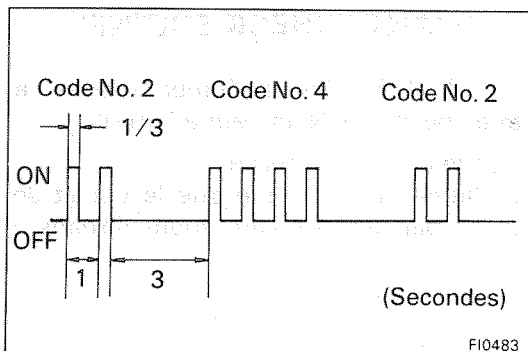 Code No. 2 Code No. 4 Code No. 2
1/3
ON
OFF
1 3
(Secondes)
FI0483